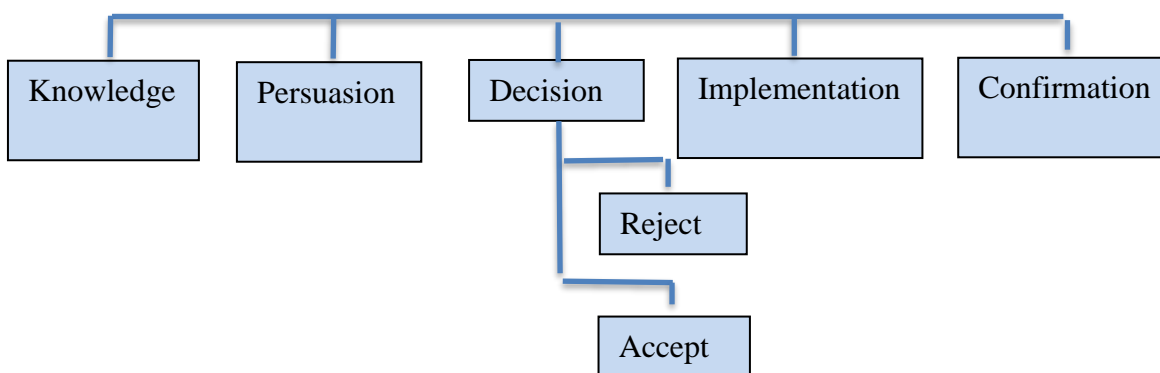 Knowledge
Persuasion
Decision
Implementation
Confirmation
Reject
Accept